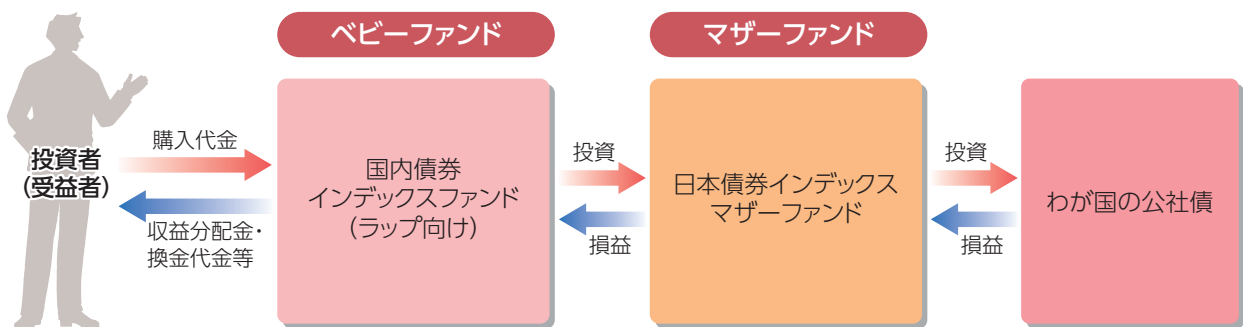 ベビーファンド
マザーファンド
投資者
(受益者)
購入代金
収益分配金・
換金代金等
国内債券
インデックスファンド
(ラップ向け)
投資
損益
日本債券インデックス
マザーファンド
投資
損益
わが国の公社債